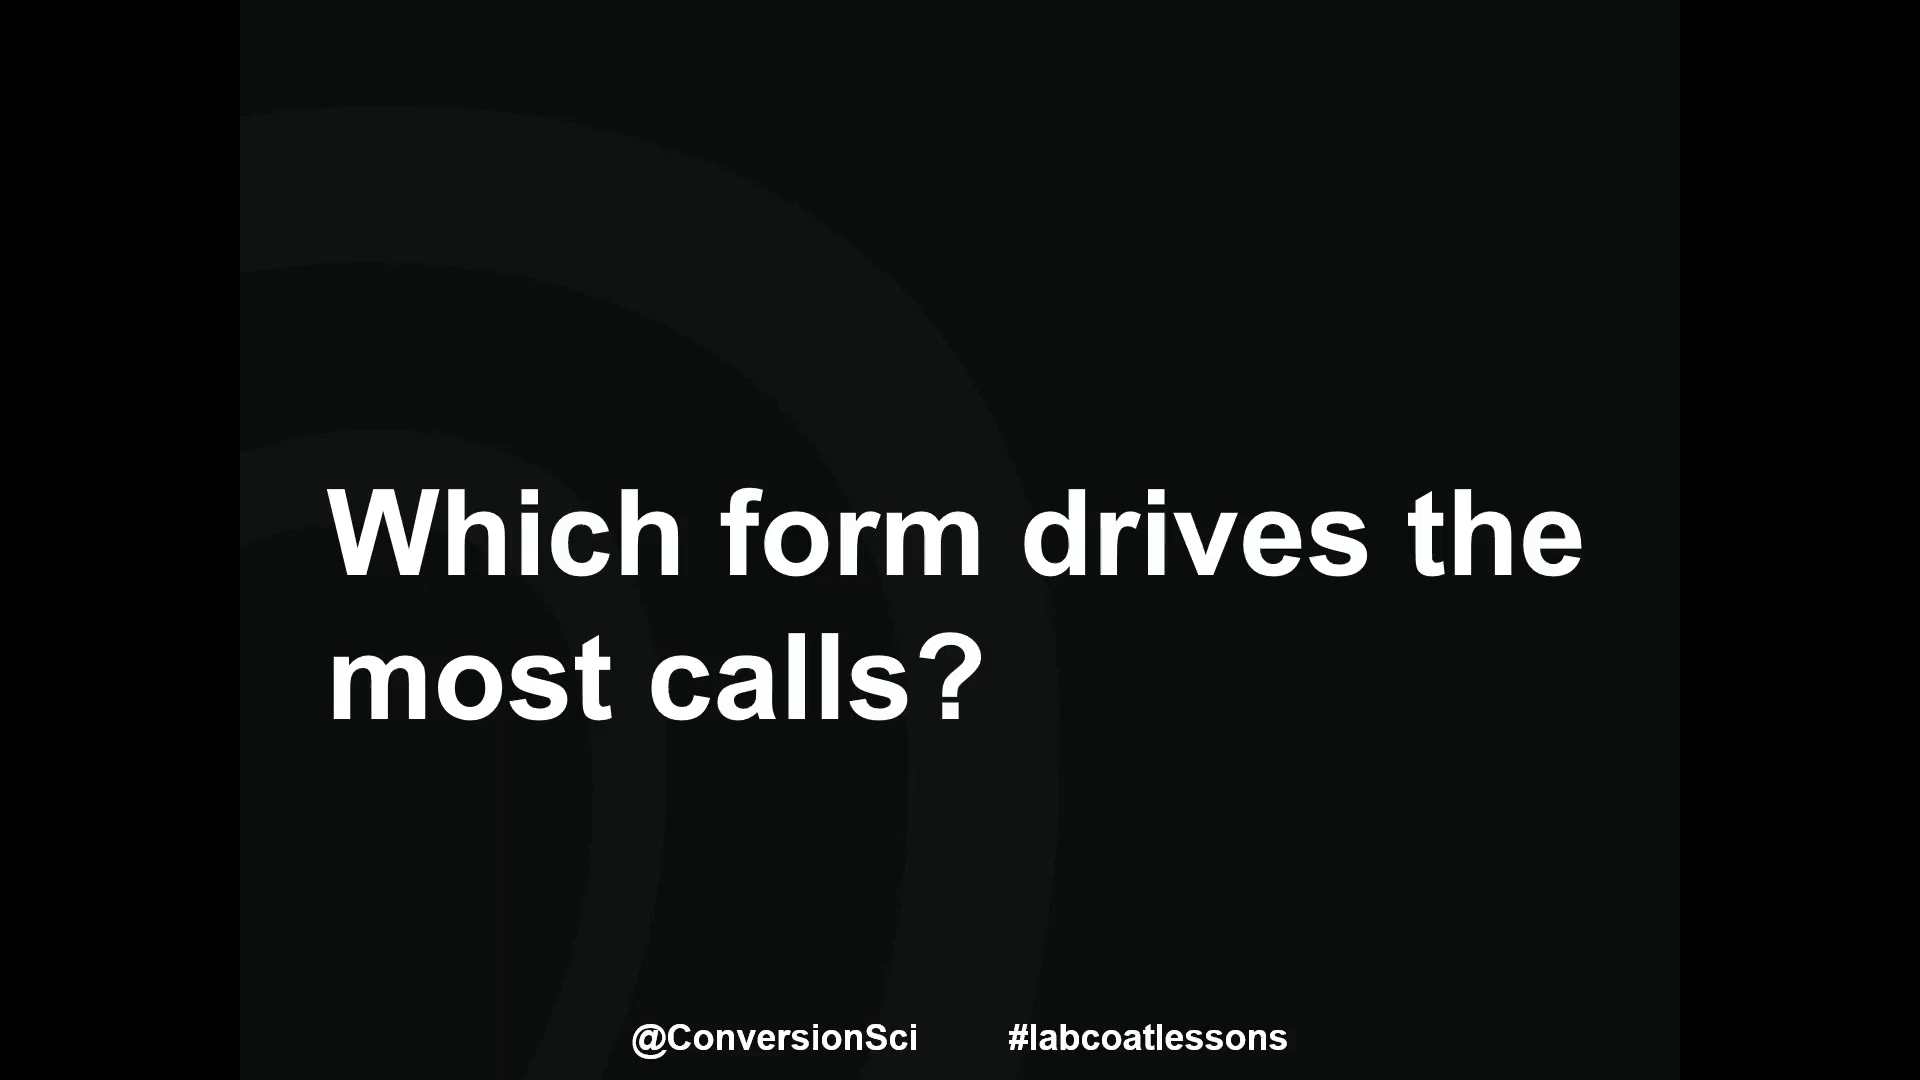 Which form drives the
most calls?
@ConversionSci #labcoatlessons